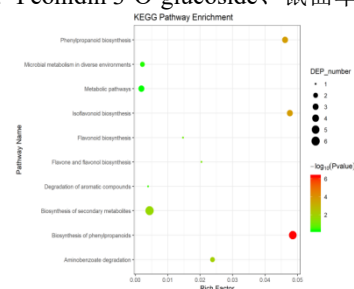 Peonidin 3-O-glucoside、
KEGG Pathway Enrichment
Phenylpropanoid biosynthesis
Microbial metabolism in diverse environments
Metabolic pathways
Isoflavonoid biosynthesis
Flavonoid biosynthesis
Flavone and flavonol biosynthesis
Degradation of aromatic compounds
Biosynthesis of secondary metabolites
Biosynthesis of phenylpropanoids
Aminobenzoate degradation
Pathway Name
0.00 0.01 0.02 0.03 0.04 0.05
Rich Factor
DEP_number
1
2
3
4
5
6
-log10(Pvalue)
6
4
2